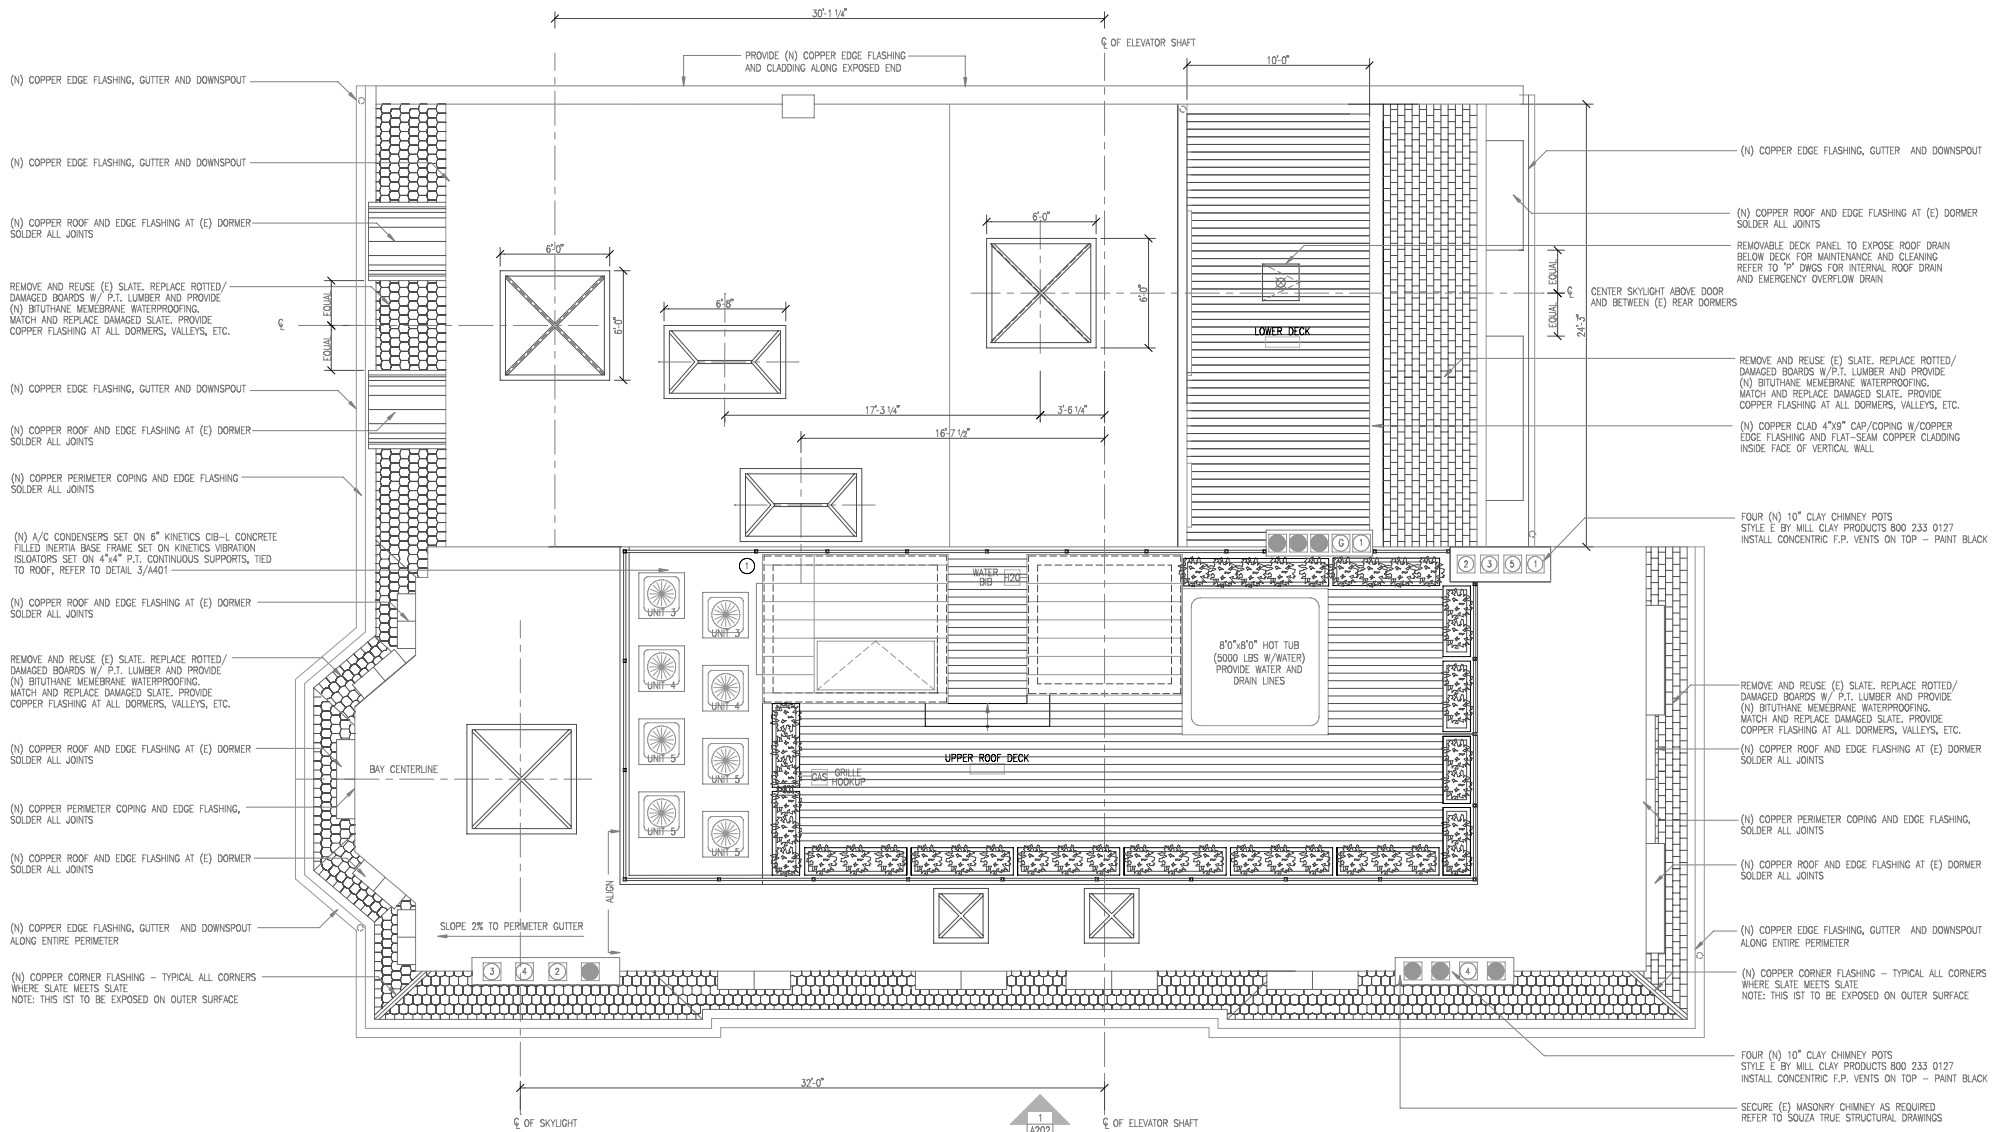 30'-1 1/4"
℄ OF ELEVATOR SHAFT
PROVIDE (N) COPPER EDGE FLASHING
AND CLADDING ALONG EXPOSED END
10'-0"
(N) COPPER EDGE FLASHING, GUTTER AND DOWNSPOUT
(N) COPPER EDGE FLASHING, GUTTER AND DOWNSPOUT
(N) COPPER ROOF AND EDGE FLASHING AT (E) DORMER
SOLDER ALL JOINTS
REMOVE AND REUSE (E) SLATE. REPLACE ROTTED/
DAMAGED BOARDS W/ P.T. LUMBER AND PROVIDE
(N) BITUTHANE MEMEBRANE WATERPROOFING.
MATCH AND REPLACE DAMAGED SLATE. PROVIDE
COPPER FLASHING AT ALL DORMERS, VALLEYS, ETC.
(N) COPPER EDGE FLASHING, GUTTER AND DOWNSPOUT
(N) COPPER ROOF AND EDGE FLASHING AT (E) DORMER
SOLDER ALL JOINTS
(N) COPPER PERIMETER COPING AND EDGE FLASHING
SOLDER ALL JOINTS
(N) A/C CONDENSERS SET ON 6" KINETICS CIB-L CONCRETE
FILLED INERTIA BASE FRAME SET ON KINETICS VIBRATION
ISLOATORS SET ON 4"x4" P.T. CONTINUOUS SUPPORTS, TIED
TO ROOF, REFER TO DETAIL 3/A401
(N) COPPER ROOF AND EDGE FLASHING AT (E) DORMER
SOLDER ALL JOINTS
REMOVE AND REUSE (E) SLATE. REPLACE ROTTED/
DAMAGED BOARDS W/ P.T. LUMBER AND PROVIDE
(N) BITUTHANE MEMEBRANE WATERPROOFING.
MATCH AND REPLACE DAMAGED SLATE. PROVIDE
COPPER FLASHING AT ALL DORMERS, VALLEYS, ETC.
(N) COPPER ROOF AND EDGE FLASHING AT (E) DORMER
SOLDER ALL JOINTS
(N) COPPER PERIMETER COPING AND EDGE FLASHING,
SOLDER ALL JOINTS
(N) COPPER ROOF AND EDGE FLASHING AT (E) DORMER
SOLDER ALL JOINTS
(N) COPPER EDGE FLASHING, GUTTER AND DOWNSPOUT
ALONG ENTIRE PERIMETER
(N) COPPER CORNER FLASHING - TYPICAL ALL CORNERS
WHERE SLATE MEETS SLATE
NOTE: THIS IST TO BE EXPOSED ON OUTER SURFACE
EQUAL
EQUAL
℄
6'-0"
6'-0"
6'-8"
6'-0"
6'-0"
17'-3 1/4"
3'-6 1/4"
16'-7 1/2"
LOWER DECK
EQUAL
EQUAL
℄
24'-3"
1
UNIT 3
UNIT 3
UNIT 4
UNIT 4
UNIT 5
UNIT 5
UNIT 5
UNIT 5
WATER
BIB
H2O
G
1
2
3
5
1
8'0"x8'0" HOT TUB
(5000 LBS W/WATER)
PROVIDE WATER AND
DRAIN LINES
UPPER ROOF DECK
GAS
GRILLE
HOOKUP
BAY CENTERLINE
ALIGN
SLOPE 2% TO PERIMETER GUTTER
3
4
2
4
32'-0"
℄ OF SKYLIGHT
1
A202
℄ OF ELEVATOR SHAFT
(N) COPPER EDGE FLASHING, GUTTER AND DOWNSPOUT
(N) COPPER ROOF AND EDGE FLASHING AT (E) DORMER
SOLDER ALL JOINTS
REMOVABLE DECK PANEL TO EXPOSE ROOF DRAIN
BELOW DECK FOR MAINTENANCE AND CLEANING
REFER TO 'P' DWGS FOR INTERNAL ROOF DRAIN
AND EMERGENCY OVERFLOW DRAIN
CENTER SKYLIGHT ABOVE DOOR
AND BETWEEN (E) REAR DORMERS
REMOVE AND REUSE (E) SLATE. REPLACE ROTTED/
DAMAGED BOARDS W/P.T. LUMBER AND PROVIDE
(N) BITUTHANE MEMEBRANE WATERPROOFING.
MATCH AND REPLACE DAMAGED SLATE. PROVIDE
COPPER FLASHING AT ALL DORMERS, VALLEYS, ETC.
(N) COPPER CLAD 4"X9" CAP/COPING W/COPPER
EDGE FLASHING AND FLAT-SEAM COPPER CLADDING
INSIDE FACE OF VERTICAL WALL
FOUR (N) 10" CLAY CHIMNEY POTS
STYLE E BY MILL CLAY PRODUCTS 800 233 0127
INSTALL CONCENTRIC F.P. VENTS ON TOP - PAINT BLACK
REMOVE AND REUSE (E) SLATE. REPLACE ROTTED/
DAMAGED BOARDS W/ P.T. LUMBER AND PROVIDE
(N) BITUTHANE MEMEBRANE WATERPROOFING.
MATCH AND REPLACE DAMAGED SLATE. PROVIDE
COPPER FLASHING AT ALL DORMERS, VALLEYS, ETC.
(N) COPPER ROOF AND EDGE FLASHING AT (E) DORMER
SOLDER ALL JOINTS
(N) COPPER PERIMETER COPING AND EDGE FLASHING,
SOLDER ALL JOINTS
(N) COPPER ROOF AND EDGE FLASHING AT (E) DORMER
SOLDER ALL JOINTS
(N) COPPER EDGE FLASHING, GUTTER AND DOWNSPOUT
ALONG ENTIRE PERIMETER
(N) COPPER CORNER FLASHING - TYPICAL ALL CORNERS
WHERE SLATE MEETS SLATE
NOTE: THIS IST TO BE EXPOSED ON OUTER SURFACE
FOUR (N) 10" CLAY CHIMNEY POTS
STYLE E BY MILL CLAY PRODUCTS 800 233 0127
INSTALL CONCENTRIC F.P. VENTS ON TOP - PAINT BLACK
SECURE (E) MASONRY CHIMNEY AS REQUIRED
REFER TO SOUZA TRUE STRUCTURAL DRAWINGS